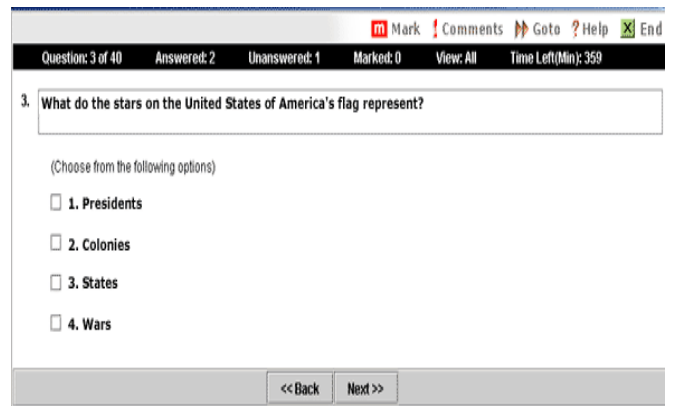 m Mark ! Comments Goto ? Help X End
Question: 3 of 40 Answered: 2 Unanswered: 1 Marked: 0 View: All Time Left(Min): 359
3. What do the stars on the United States of America's flag represent?
(Choose from the following options)
1. Presidents
2. Colonies
3. States
4. Wars
<< Back Next >>